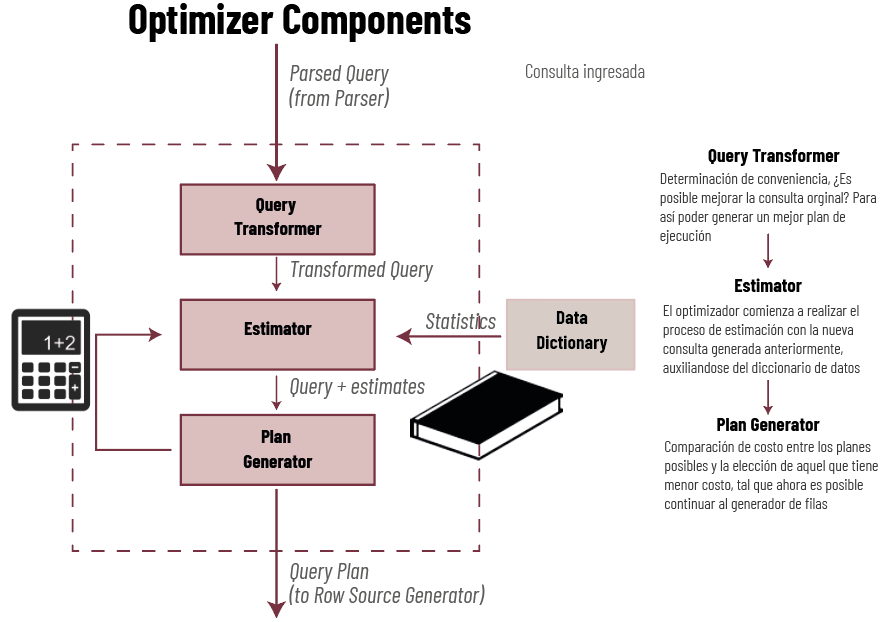 Optimizer Components
Parsed Query
(from Parser)
Consulta ingresada
Query
Transformer
Transformed Query
Estimator
Statistics
Data
Dictionary
1+2
Query + estimates
Plan
Generator
Query Plan
(to Row Source Generator)
Query Transformer
Determinación de conveniencia, ¿Es
posible mejorar la consulta orginal? Para
así poder generar un mejor plan de
ejecución
Estimator
El optimizador comienza a realizar el
proceso de estimación con la nueva
consulta generada anteriormente,
auxiliandose del diccionario de datos
Plan Generator
Comparación de costo entre los planes
posibles y la elección de aquel que tiene
menor costo, tal que ahora es posible
continuar al generador de filas